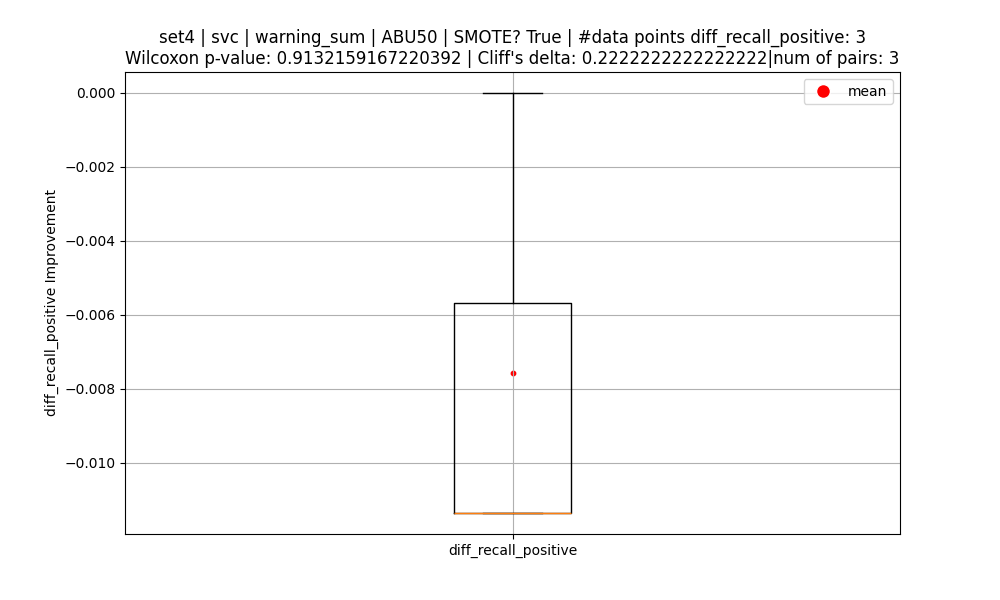 set4 | svc | warning_sum | ABU50 | SMOTE? True | #data points diff_recall_positive: 3
Wilcoxon p-value: 0.9132159167220392 | Cliff's delta: 0.2222222222222222|num of pairs: 3
mean
0.000
−0.002
−0.004
−0.006
−0.008
−0.010
diff_recall_positive Improvement
diff_recall_positive